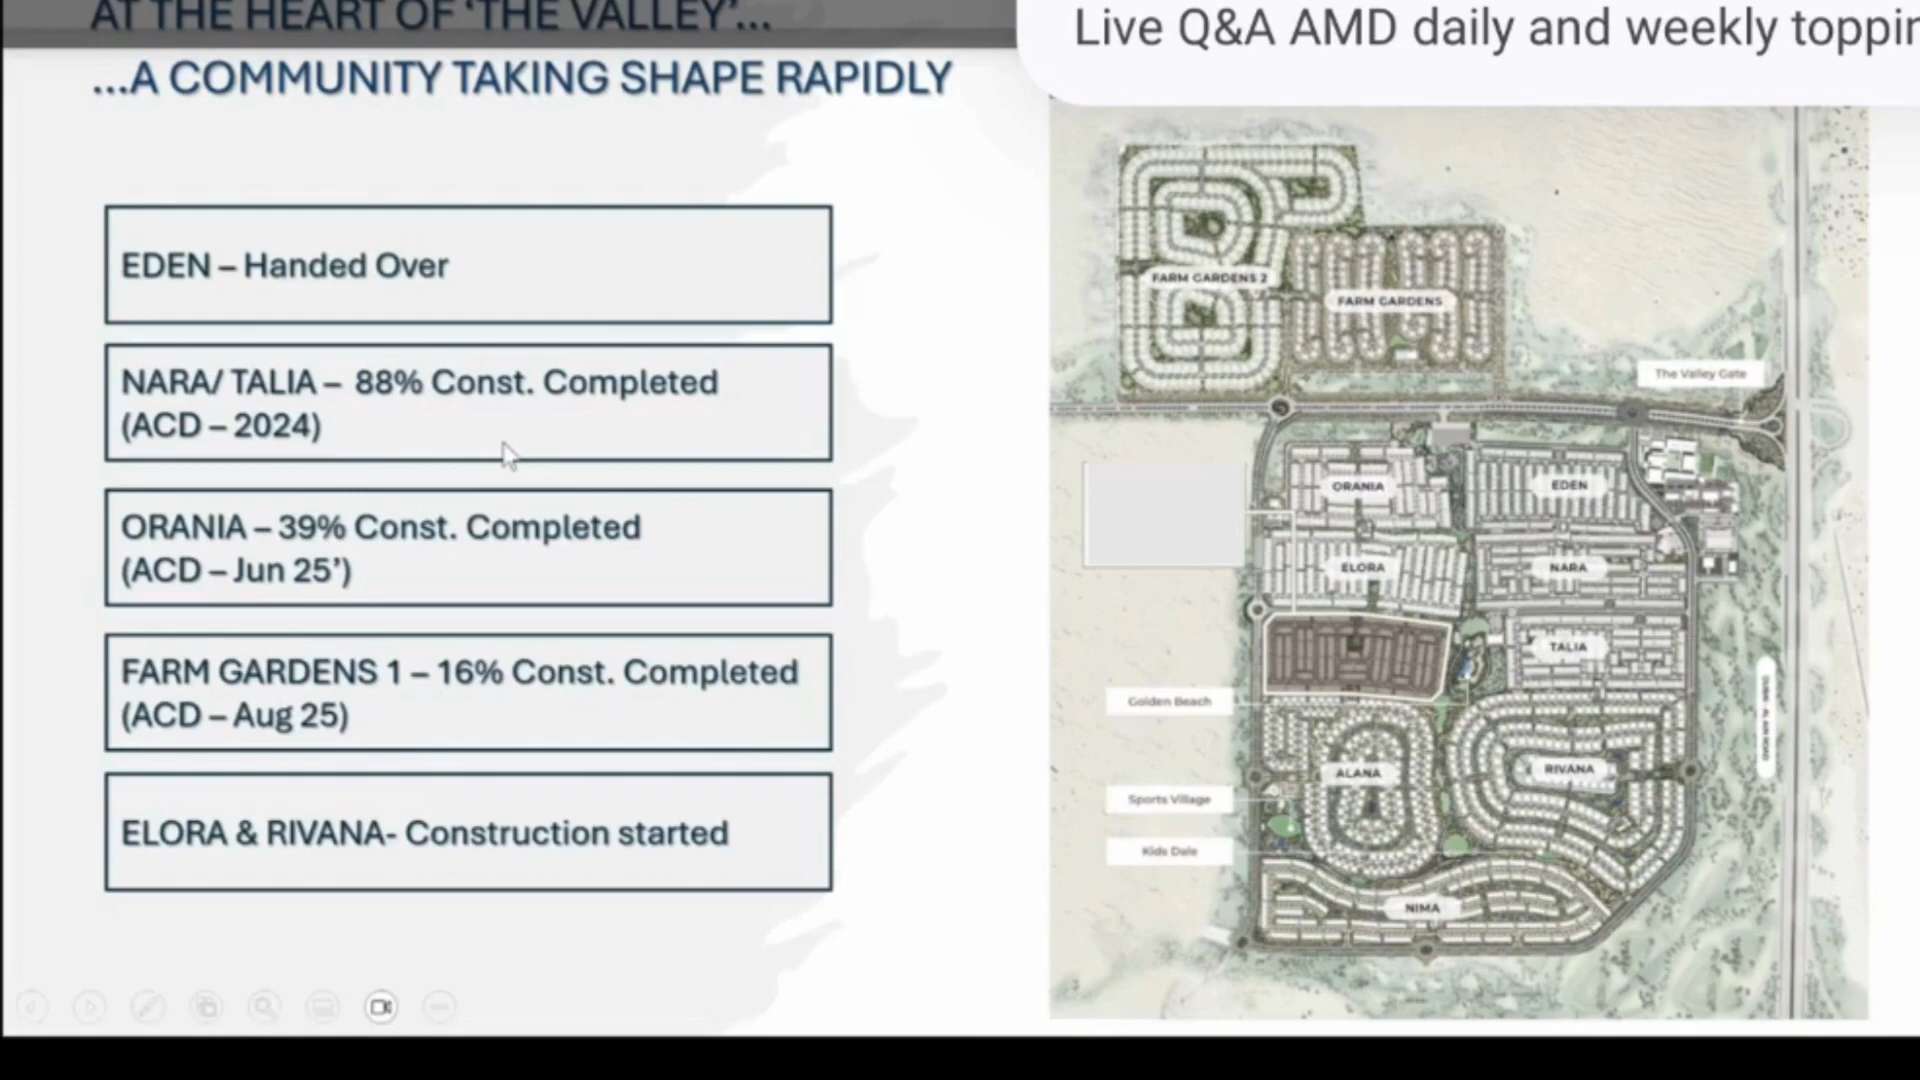 AT THE HEART OF ‘THE VALLEY’...
Live Q&A AMD daily and weekly
...A COMMUNITY TAKING SHAPE RAPIDLY
EDEN – Handed Over
NARA/ TALIA – 88% Const. Completed
(ACD – 2024)
ORANIA – 39% Const. Completed
(ACD – Jun 25’)
FARM GARDENS 1 – 16% Const. Completed
(ACD – Aug 25)
ELORA & RIVANA- Construction started
FARM GARDENS 2
FARM GARDENS
The Valley Gate
ORANIA
EDEN
ELORA
NARA
TALIA
Golden Beach
ALANA
RIVANA
Sports Village
Kids Dale
NIMA